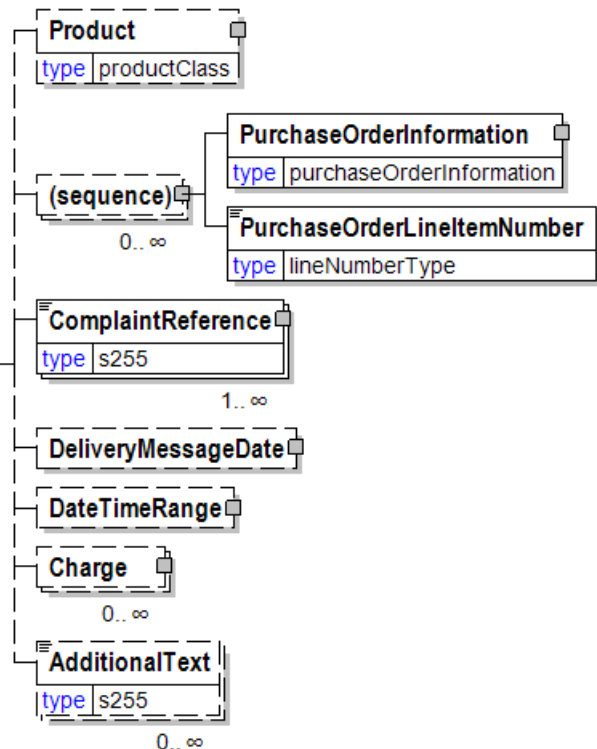 Product
type productClass
PurchaseOrderInformation
type purchaseOrderInformation
(sequence)
0.. ∞
PurchaseOrderLineItemNumber
type lineNumberType
ComplaintReference
type s255
1.. ∞
DeliveryMessageDate
DateTimeRange
Charge
0.. ∞
AdditionalText
type s255
0.. ∞